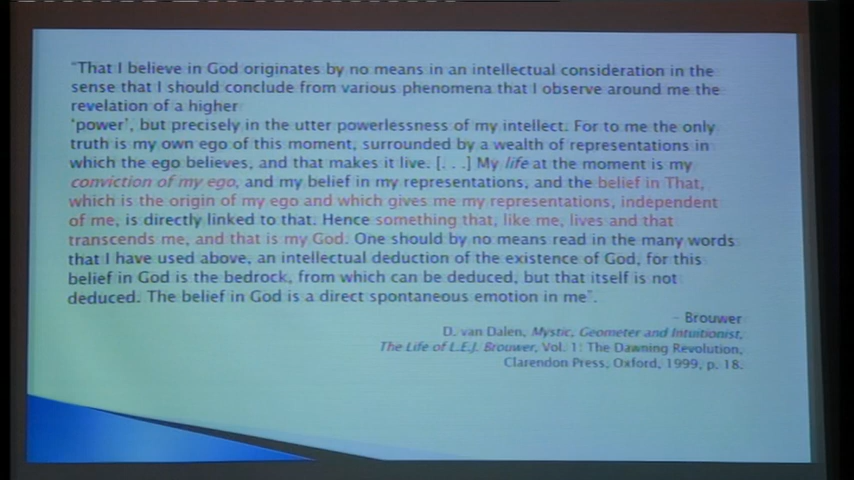 "That I believe in God originates by no means in an intellectual consideration in the
sense that I should conclude from various phenomena that I observe around me the
revelation of a higher
'power', but precisely in the utter powerlessness of my intellect. For to me the only
truth is my own ego of this moment, surrounded by a wealth of representations in
which the ego believes, and that makes it live. [. . .] My life at the moment is my
conviction of my ego, and my belief in my representations, and the belief in That,
which is the origin of my ego and which gives me my representations, independent
of me, is directly linked to that. Hence something that, like me, lives and that
transcends me, and that is my God. One should by no means read in the many words
that I have used above, an intellectual deduction of the existence of God, for this
belief in God is the bedrock, from which can be deduced, but that itself is not
deduced. The belief in God is a direct spontaneous emotion in me".
– Brouwer
D. van Dalen, Mystic, Geometer and Intuitionist,
The Life of L.E.J. Brouwer, Vol. 1: The Dawning Revolution,
Clarendon Press, Oxford, 1999, p. 18.